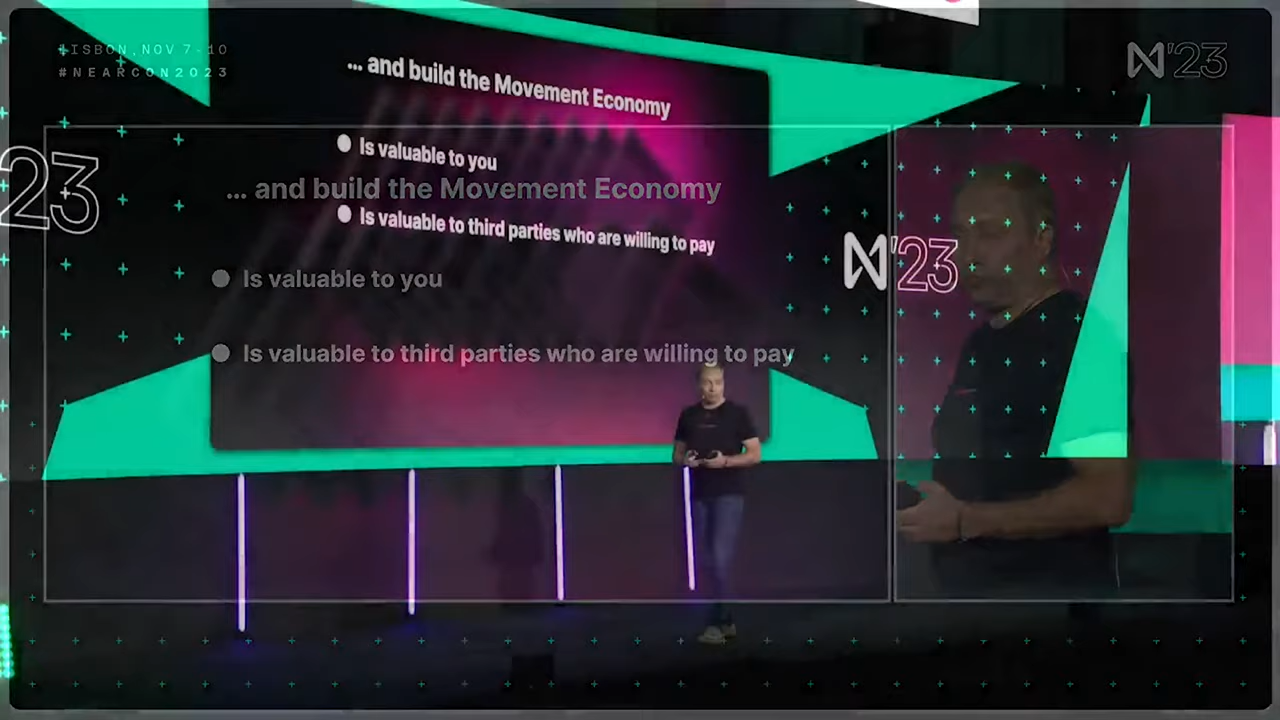 LISBON, NOV 7-10
#NEARCON2023
'23
... and build the Movement Economy
Is valuable to you
Is valuable to third parties who are willing to pay
23
... and build the Movement Economy
Is valuable to you
Is valuable to third parties who are willing to pay
N'23